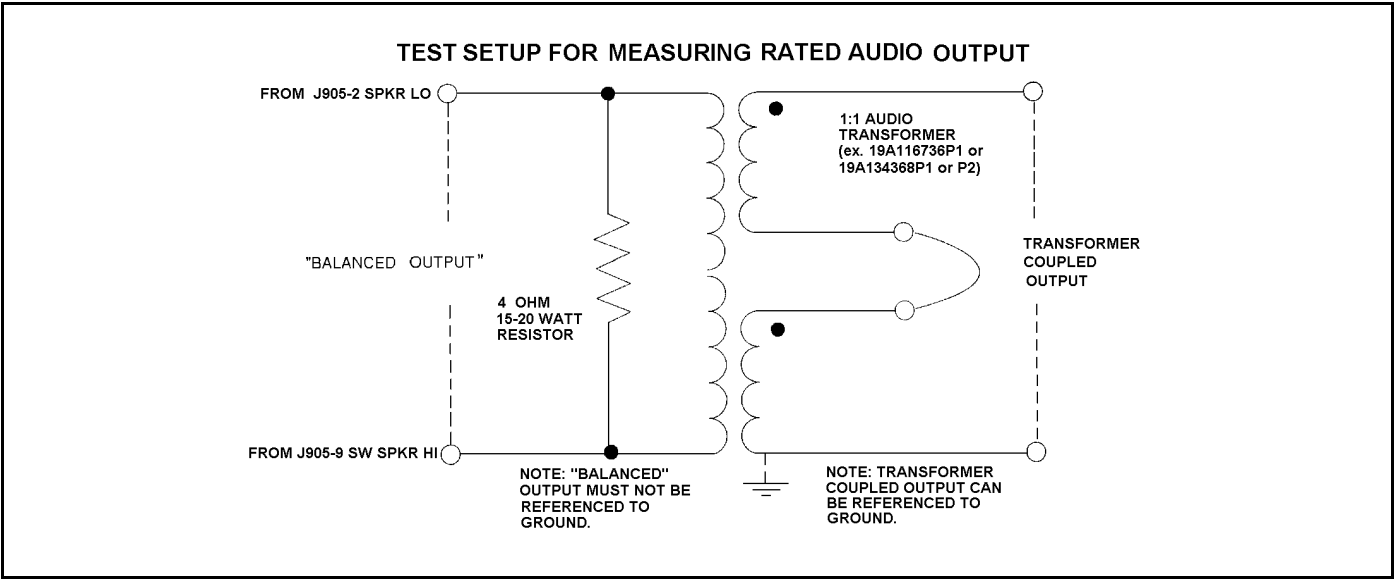 TEST SETUP FOR MEASURING RATED AUDIO OUTPUT
FROM J905-2 SPKR LO
1:1 AUDIO
TRANSFORMER
(ex. 19A116736P1 or
19A134368P1 or P2)
"BALANCED OUTPUT"
TRANSFORMER
COUPLED
OUTPUT
4 OHM
15-20 WATT
RESISTOR
FROM J905-9 SW SPKR HI
NOTE: "BALANCED"
OUTPUT MUST NOT BE
REFERENCED TO
GROUND.
NOTE: TRANSFORMER
COUPLED OUTPUT CAN
BE REFERENCED TO
GROUND.